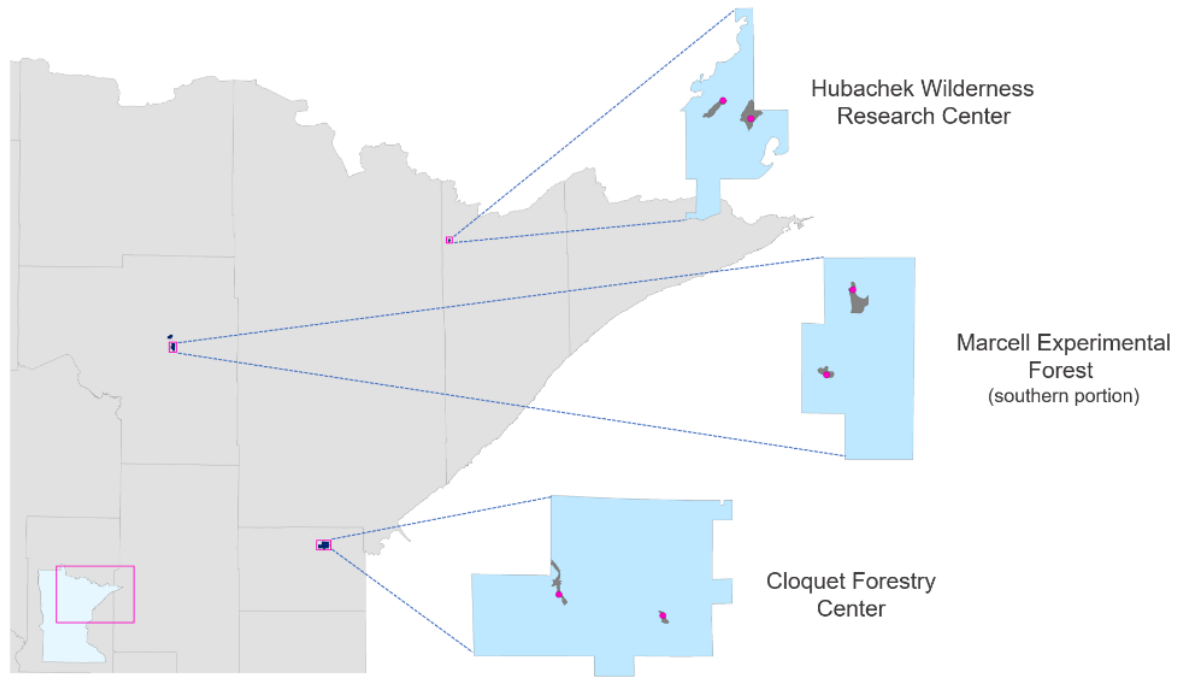 Hubachek Wilderness
Research Center
Marcell Experimental
Forest
(southern portion)
Cloquet Forestry
Center